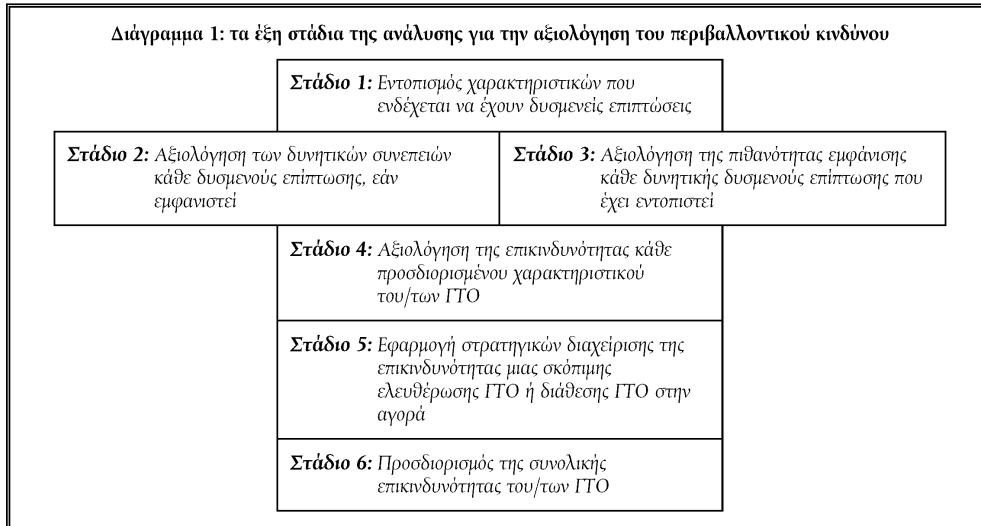 Διάγραμμα 1: τα έξη στάδια της ανάλυσης για την αξιολόγηση του περιβαλλοντικού κινδύνου
Στάδιο 1: Εντοπισμός χαρακτηριστικών που
ενδέχεται να έχουν δυσμενείς επιπτώσεις
Στάδιο 2: Αξιολόγηση των δυνητικών συνεπειών
κάθε δυσμενούς επίπτωσης, εάν
εμφανιστεί
Στάδιο 3: Αξιολόγηση της πιθανότητας εμφάνισης
κάθε δυνητικής δυσμενούς επίπτωσης που
έχει εντοπιστεί
Στάδιο 4: Αξιολόγηση της επικινδυνότητας κάθε
προσδιορισμένου χαρακτηριστικού
του/των ΓΤΟ
Στάδιο 5: Εφαρμογή στρατηγικών διαχείρισης της
επικινδυνότητας μιας σκόπιμης
ελευθέρωσης ΓΤΟ ή διάθεσης ΓΤΟ στην
αγορά
Στάδιο 6: Προσδιορισμός της συνολικής
επικινδυνότητας του/των ΓΤΟ